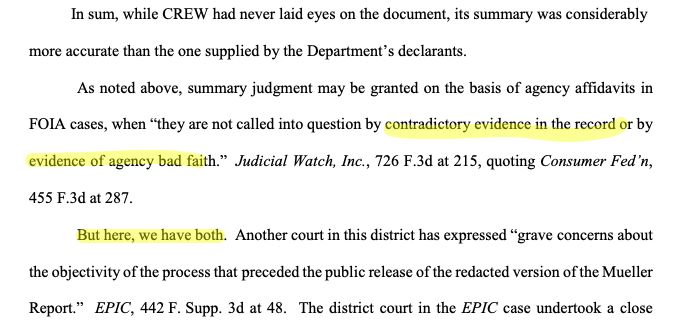 In sum, while CREW had never laid eyes on the document, its summary was considerably
more accurate than the one supplied by the Department’s declarants.
As noted above, summary judgment may be granted on the basis of agency affidavits in
FOIA cases, when “they are not called into question by contradictory evidence in the record or by
evidence of agency bad faith.” Judicial Watch, Inc., 726 F.3d at 215, quoting Consumer Fed’n,
455 F.3d at 287.
But here, we have both. Another court in this district has expressed “grave concerns about
the objectivity of the process that preceded the public release of the redacted version of the Mueller
Report.” EPIC, 442 F. Supp. 3d at 48. The district court in the EPIC case undertook a close